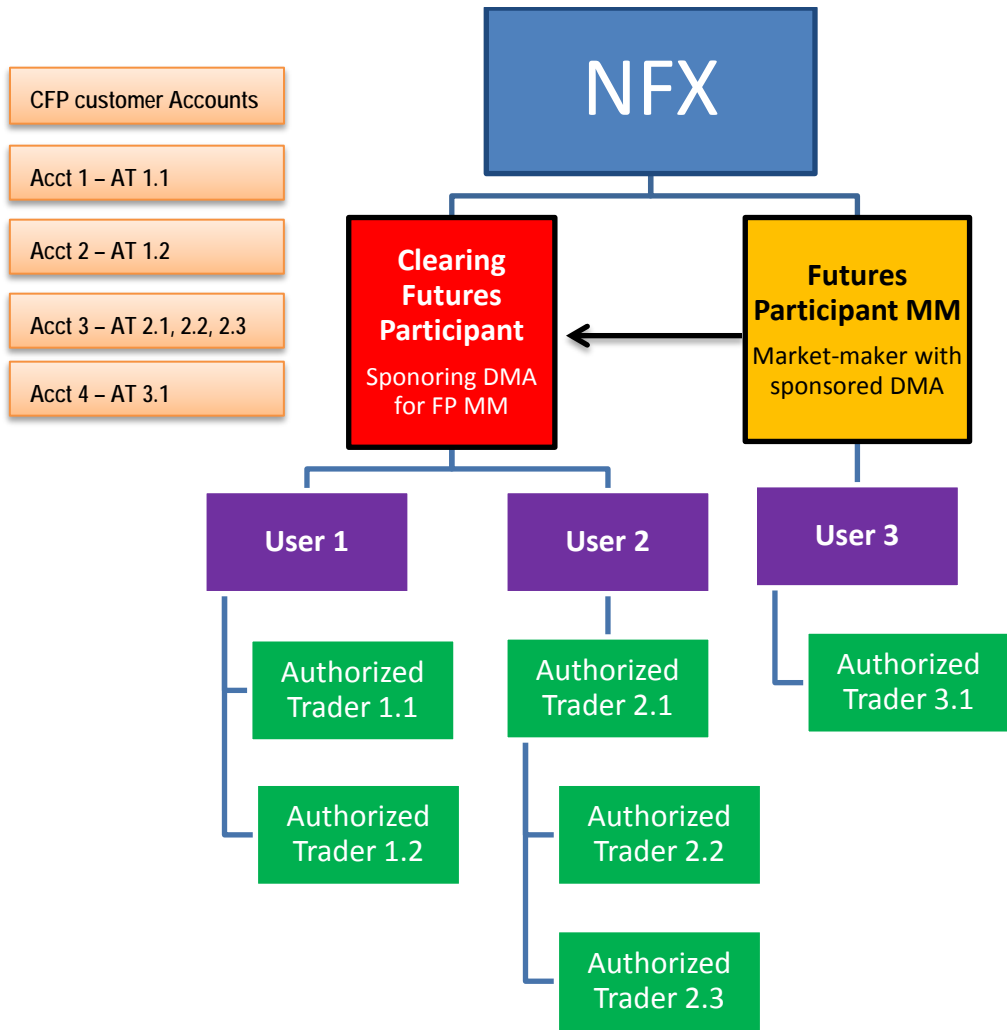 NFX
CFP customer Accounts
Acct 1 – AT 1.1
Acct 2 – AT 1.2
Acct 3 – AT 2.1, 2.2, 2.3
Acct 4 – AT 3.1
Clearing
Futures
Participant
Sponoring DMA
for FP MM
Futures
Participant MM
Market-maker with
sponsored DMA
User 1
User 2
User 3
Authorized
Trader 1.1
Authorized
Trader 1.2
Authorized
Trader 2.1
Authorized
Trader 2.2
Authorized
Trader 2.3
Authorized
Trader 3.1